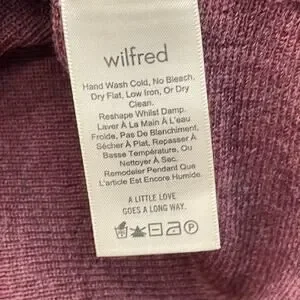 wilfred
Hand Wash Cold, No Bleach.
Dry Flat, Low Iron, Or Dry
Clean.
Reshape Whilst Damp.
Laver À La Main À L'eau
Froide, Pas De Blanchiment,
Sécher À Plat, Repasser À
Basse Température, Ou
Nettoyer À Sec.
Remodeler Pendant Que
L'article Est Encore Humide.
A LITTLE LOVE
GOES A LONG WAY.
P